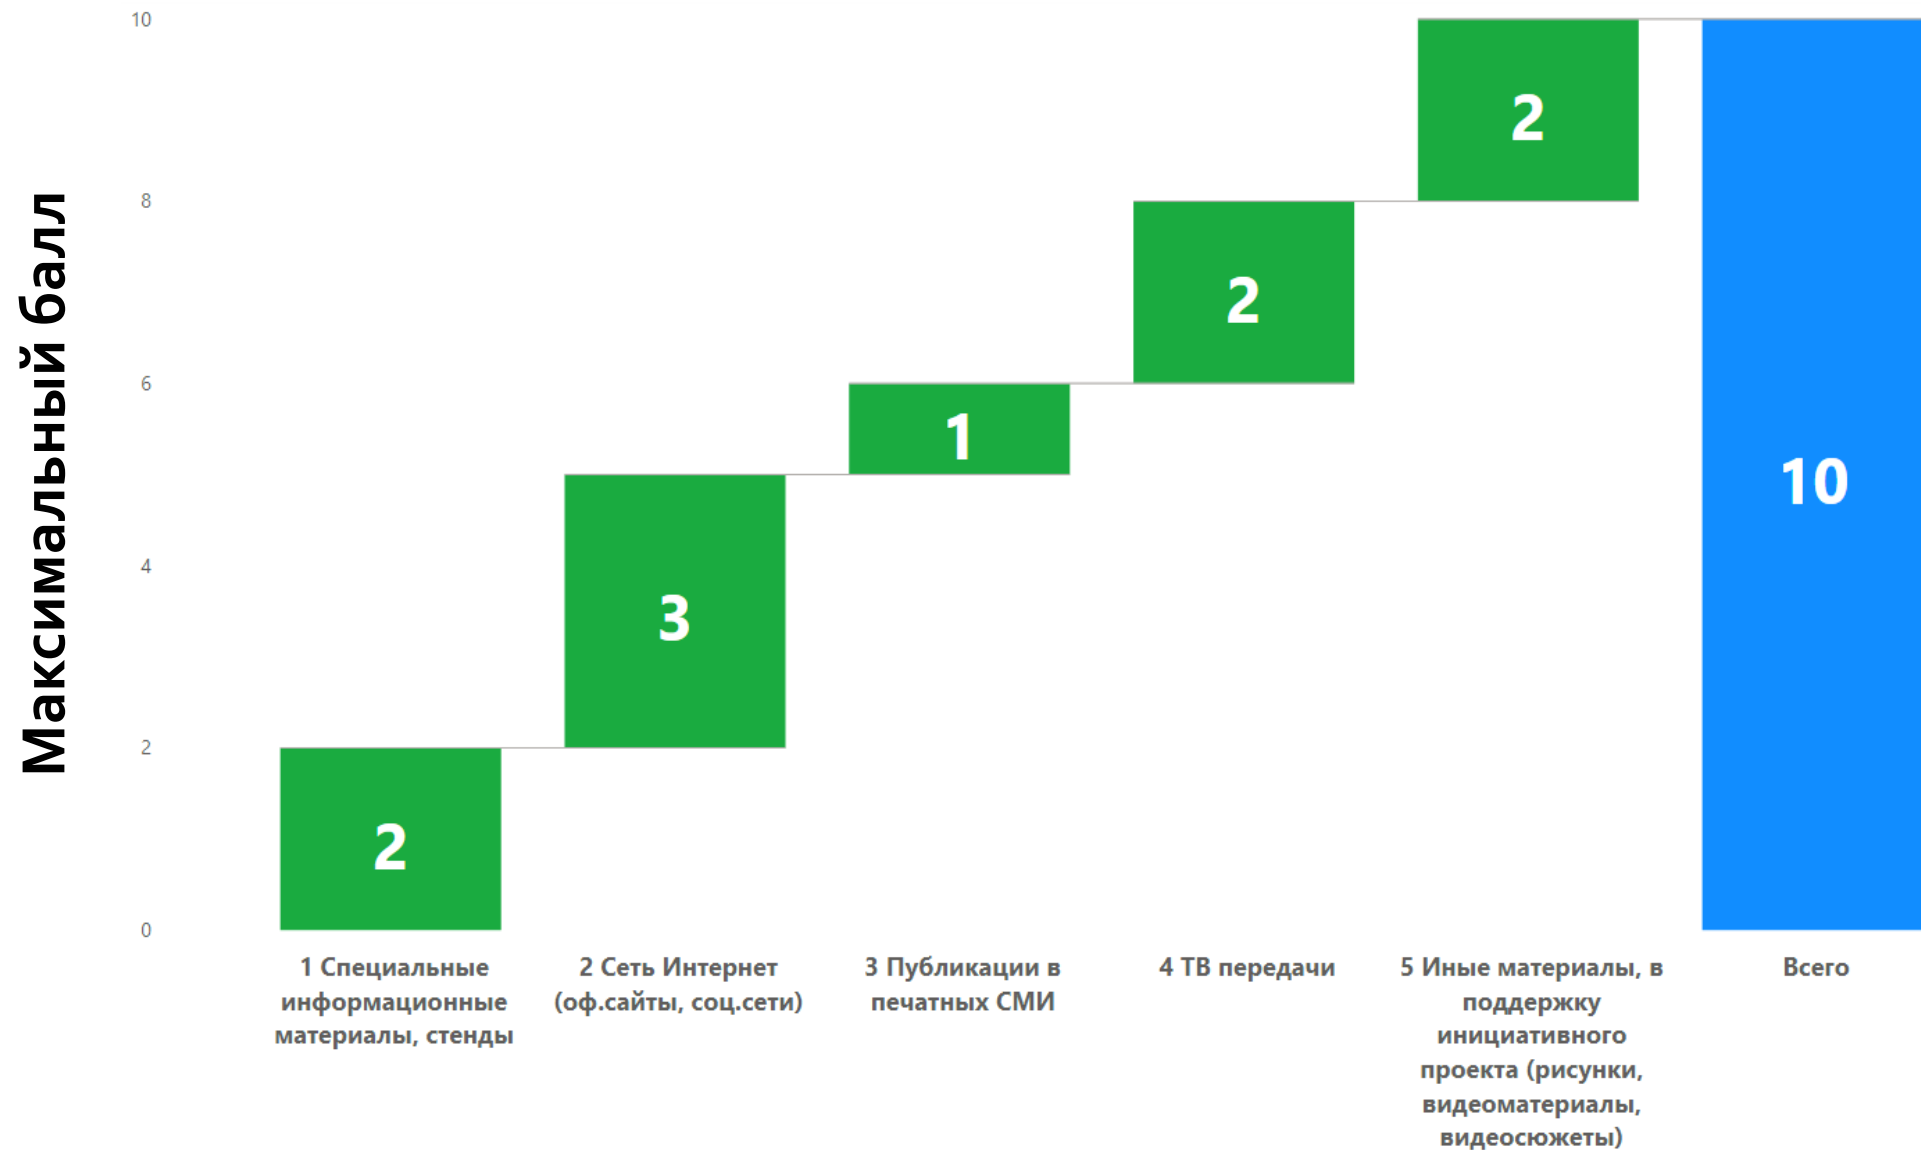 Максимальный балл
10
8
6
4
2
0
2
3
1
2
2
10
1 Специальные
информационные
материалы, стенды
2 Сеть Интернет
(оф.сайты, соц.сети)
3 Публикации в
печатных СМИ
4 ТВ передачи
5 Иные материалы, в
поддержку
инициативного
проекта (рисунки,
видеоматериалы,
видеосюжеты)
Всего